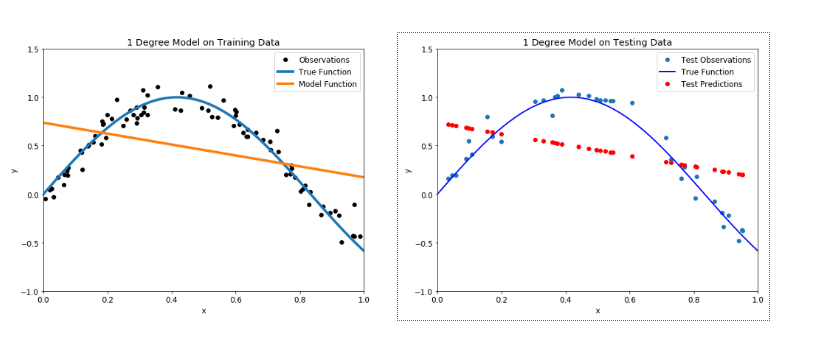 1 Degree Model on Training Data
1.5
1.0
0.5
0.0
−0.5
−1.0
y
Observations
True Function
Model Function
0.0 0.2 0.4 0.6 0.8 1.0
x
1 Degree Model on Testing Data
1.5
1.0
0.5
0.0
−0.5
−1.0
y
Test Observations
True Function
Test Predictions
0.0 0.2 0.4 0.6 0.8 1.0
x